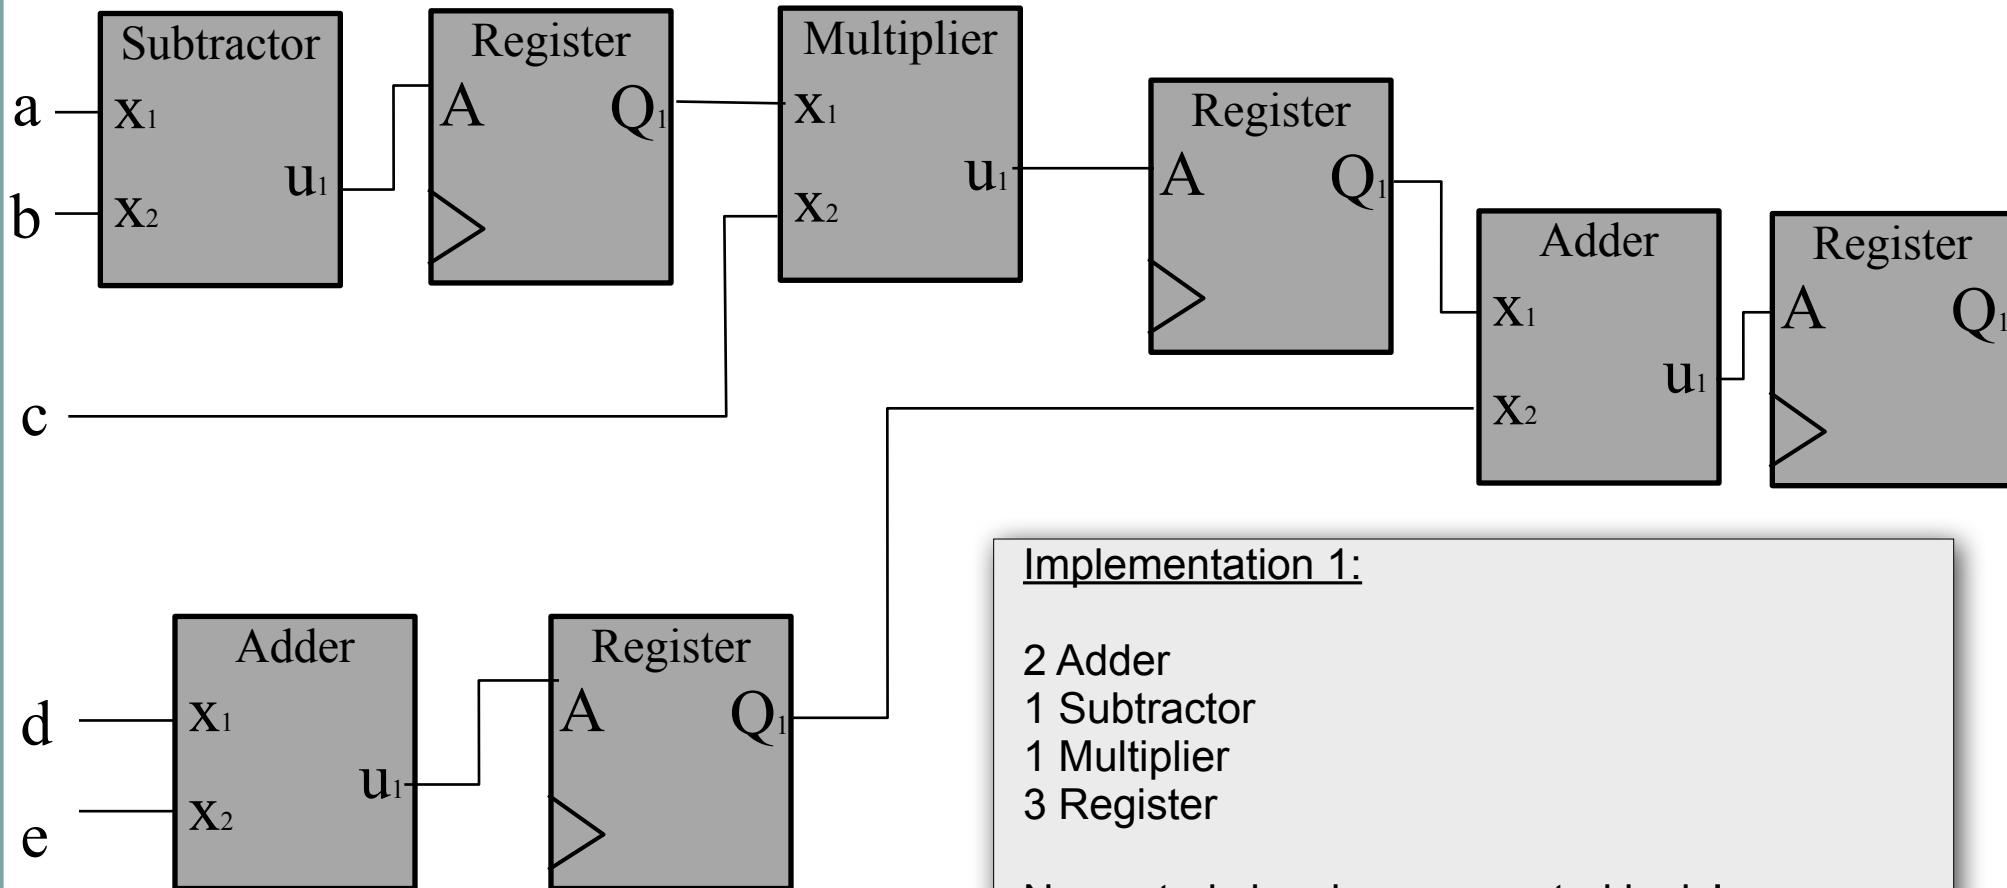 Subtractor
a
x1
b
x2
u1
Register
A
Q1
Multiplier
x1
x2
u1
Register
A
Q1
Adder
x1
x2
u1
Register
A
Q1
c
Adder
d
x1
e
x2
u1
Register
A
Q1
Implementation 1:
2 Adder
1 Subtractor
1 Multiplier
3 Register